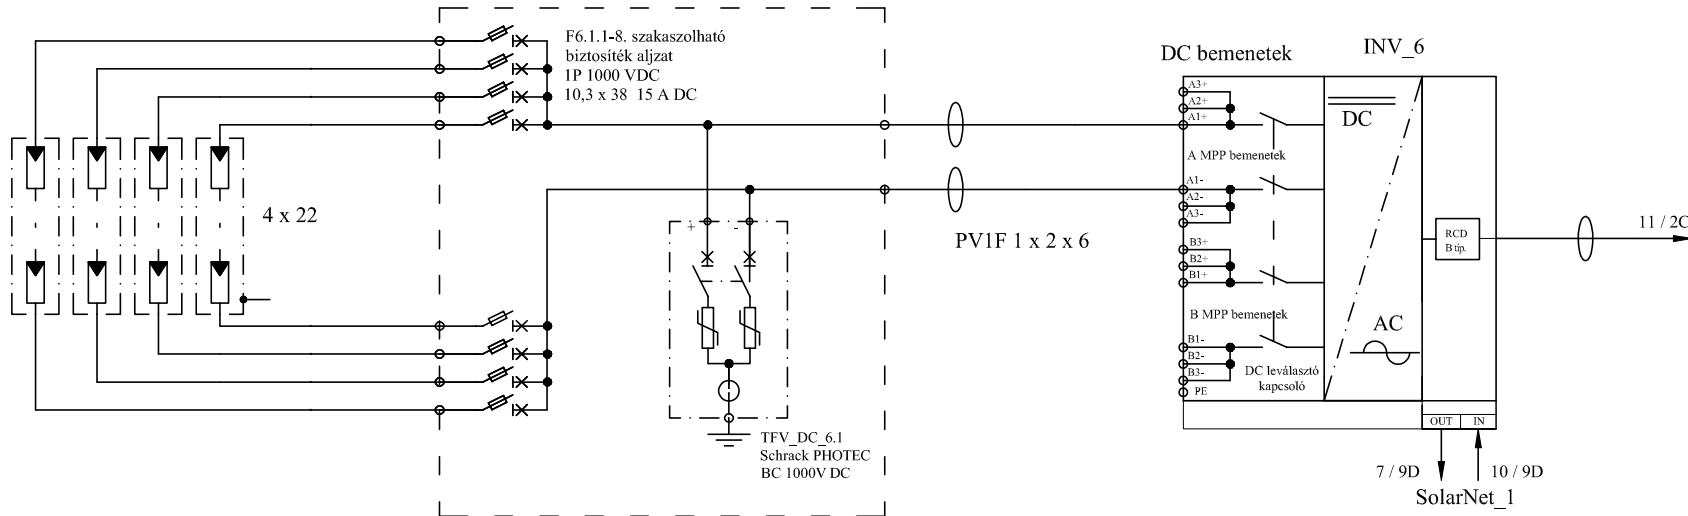 F6.1.1-8. szakaszolható
biztosíték aljzat
1P 1000 VDC
10,3 x 38 15 A DC
4 x 22
+
-
TFV_DC_6.1
Schrack PHOTEC
BC 1000V DC
PV1F 1 x 2 x 6
DC bemenetek
INV_6
A3+
A2+
A1+
A MPP bemenetek
A1-
A2-
A3-
B3+
B2+
B1+
B MPP bemenetek
B1-
B2-
B3-
PE
DC leválasztó
kapcsoló
DC
AC
RCD
B tip.
11 / 2C
OUT
IN
7 / 9D
10 / 9D
SolarNet_1